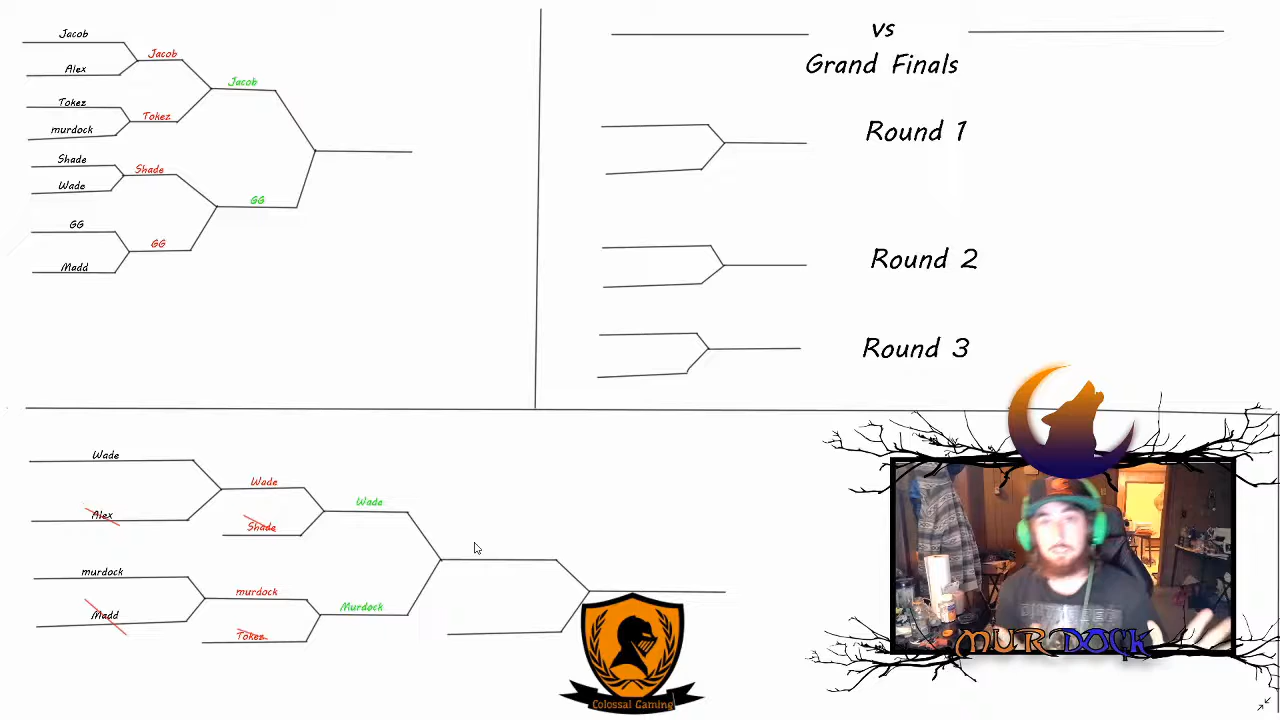 Jacob
Jacob
Alex
Jacob
Tokez
Tokez
murdock
Shade
Shade
Wade
GG
GG
GG
Madd
vs
Grand Finals
Round 1
Round 2
Round 3
Wade
Wade
Alex
Shade
Wade
murdock
murdock
Madd
Tokez
Murdock
Colossal Gaming
MURDOCK